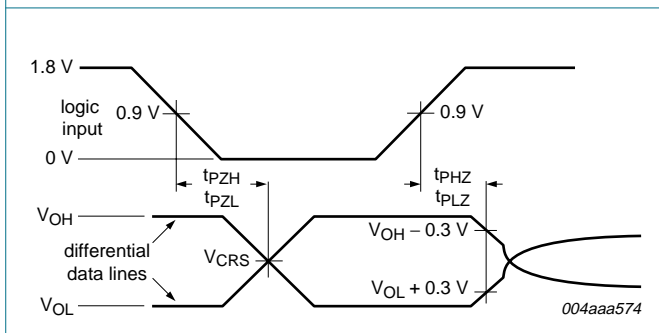 1.8 V
logic
input
0.9 V
0.9 V
0 V
tPZH
tPZL
tPHZ
tPLZ
VOH
VOH − 0.3 V
differential
data lines
VCRS
VOL + 0.3 V
VOL
004aaa574